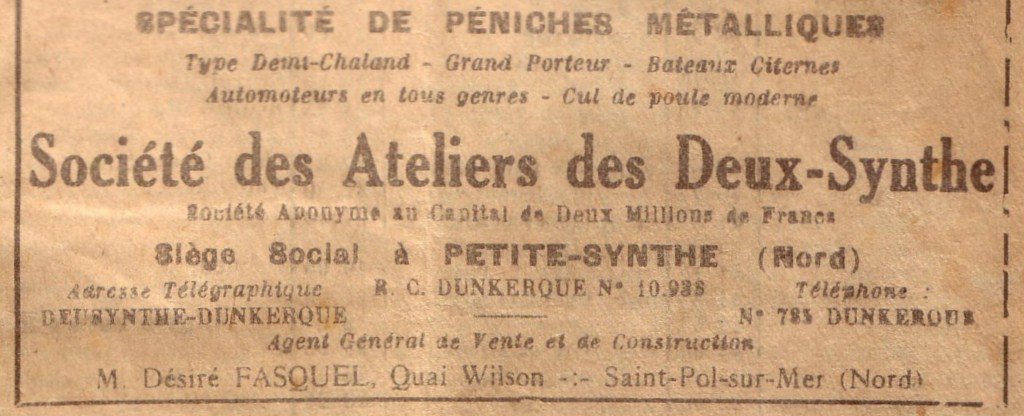 SPÉCIALITÉ DE PÉNICHES MÉTALLIQUES
Type Demi-Chaland - Grand Porteur - Bateaux Citernes
Automoteurs en tous genres - Cul de poule moderne
Société des Ateliers des Deux-Synthe
Société Anonyme au Capital de Deux Millions de Francs
Siège Social à PETITE-SYNTHE (Nord)
Adresse Télégraphique R. C. DUNKERQUE N° 10.938 Téléphone :
DEUSYNTHE-DUNKERQUE N° 785 DUNKERQUE
Agent Général de Vente et de Construction
M. Désiré FASQUEL, Quai Wilson -:- Saint-Pol-sur-Mer (Nord)